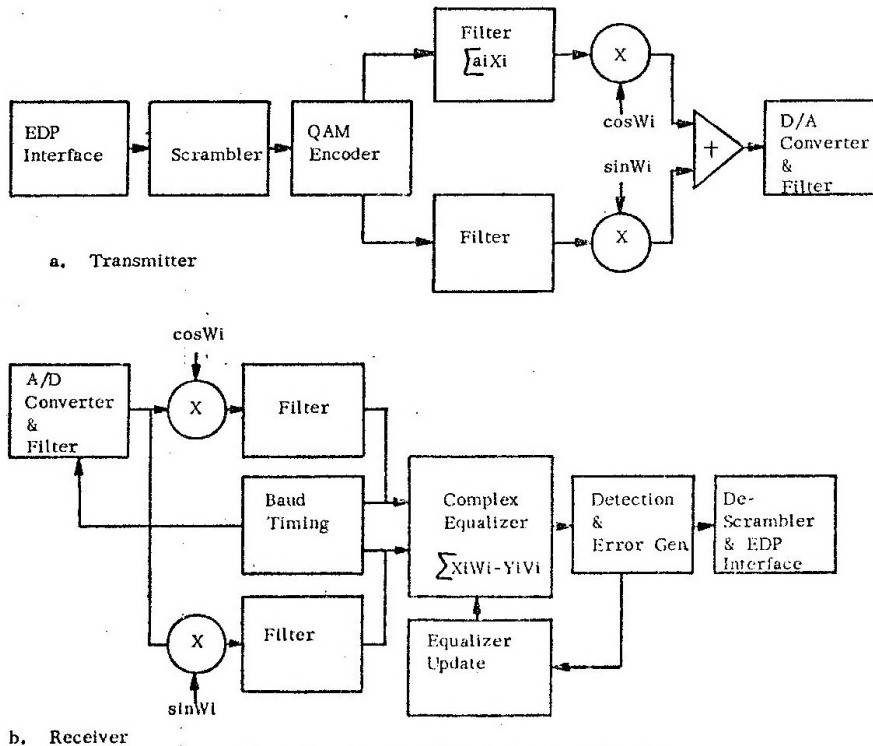 Filter
∑aiXi
X
cosWi
EDP
Interface
Scrambler
QAM
Encoder
+
D/A
Converter
&
Filter
sinWi
Filter
X
a. Transmitter
cosWi
A/D
Converter
&
Filter
X
Filter
Baud
Timing
Complex
Equalizer
∑XiWi-YiVi
Detection
&
Error Gen
De-
Scrambler
& EDP
Interface
X
Filter
sinWi
Equalizer
Update
b. Receiver